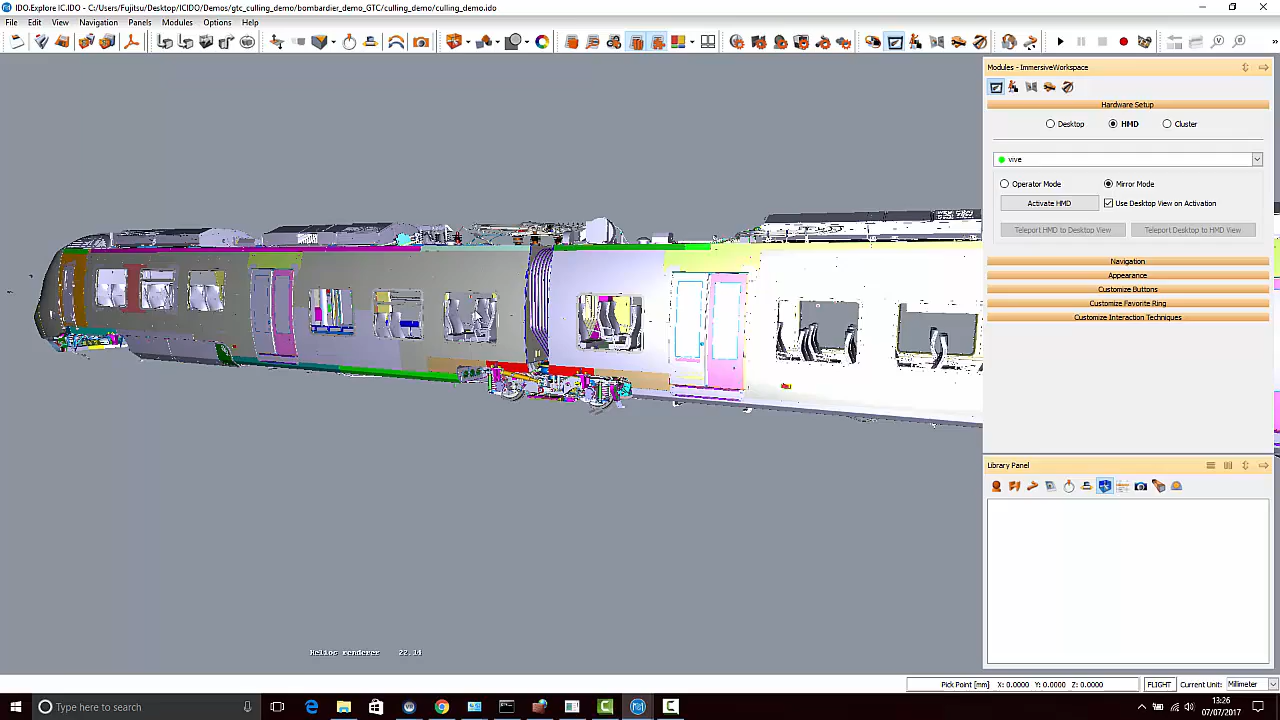 IDO.Explore IC.IDO - C:/Users/Fujitsu/Desktop/ICIDO/Demos/gtc_culling_demo/bombardier_demo_GTC/culling_demo/culling_demo.ido
File Edit View Navigation Panels Modules Options Help
Modules - ImmersiveWorkspace
Hardware Setup
Desktop HMD Cluster
vive
Operator Mode Mirror Mode
Activate HMD Use Desktop View on Activation
Teleport HMD to Desktop View Teleport Desktop to HMD View
Navigation
Appearance
Customize Buttons
Customize Favorite Ring
Customize Interaction Techniques
Library Panel
Helios renderer 22.14
Pick Point [mm] X: 0.0000 Y: 0.0000 Z: 0.0000 FLIGHT Current Unit: Millimeter
Type here to search
13:26
07/07/2017